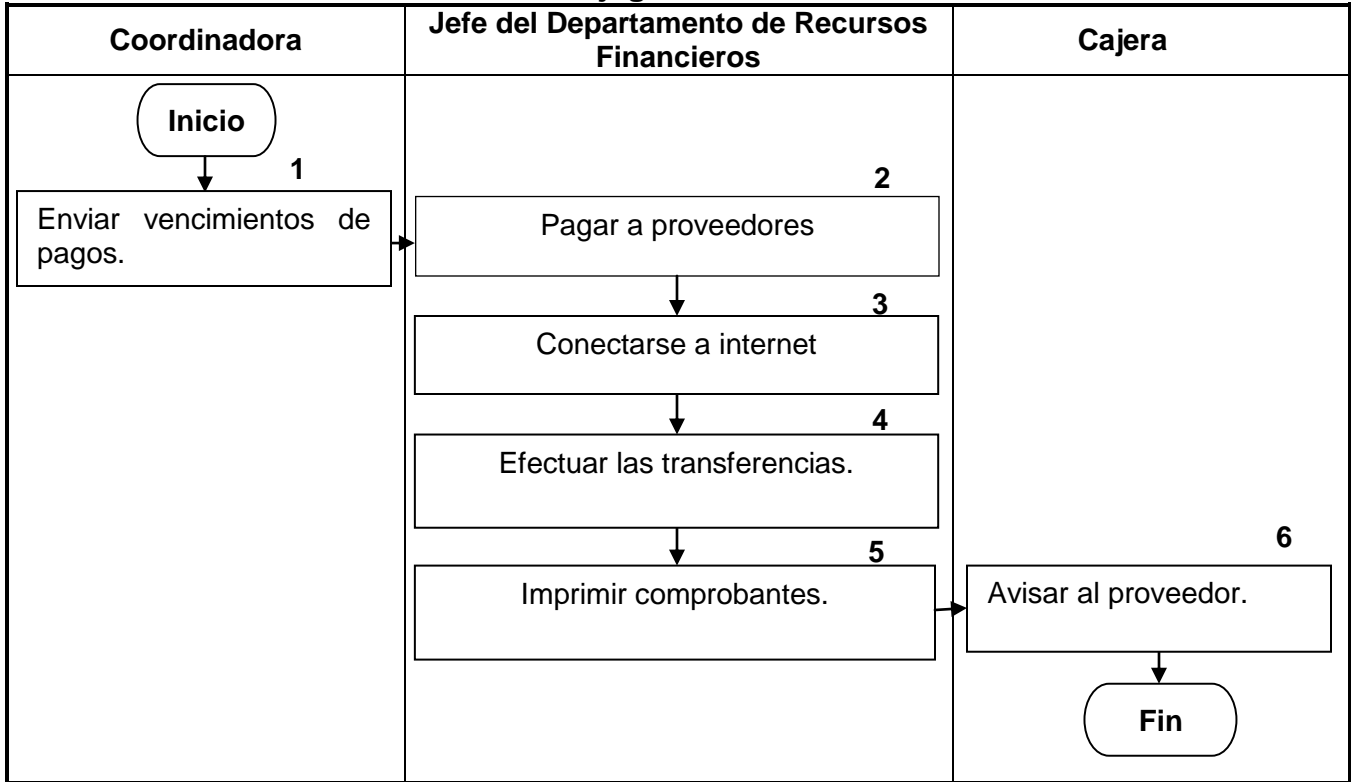 Coordinadora
Jefe del Departamento de Recursos
Financieros
Cajera
Inicio
1
Enviar vencimientos de
pagos.
2
Pagar a proveedores
3
Conectarse a internet
4
Efectuar las transferencias.
5
Imprimir comprobantes.
6
Avisar al proveedor.
Fin